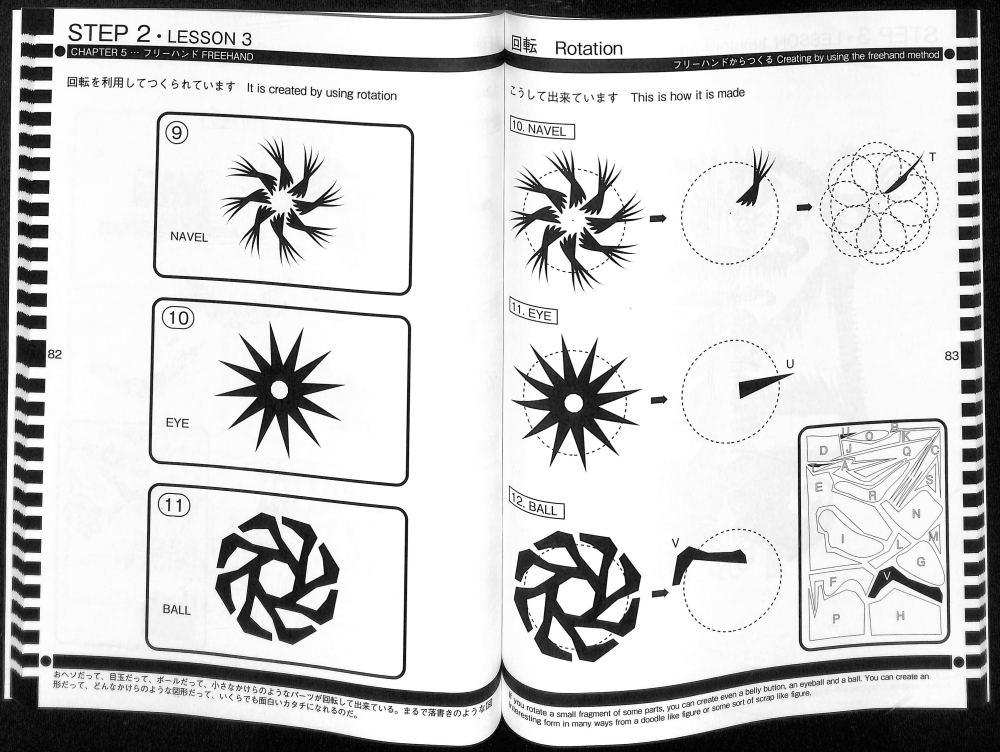 STEP 2・LESSON 3
CHAPTER 5 … フリーハンド FREEHAND
回転を利用してつくられています It is created by using rotation
9
NAVEL
10
EYE
11
BALL
82
おヘソだって、目玉だって、ボールだって、小さなかけらのようなパーツが回転して出来ている。まるで落書きのような図
形だって、どんなかけらのような図形だって、いくらでも面白いカタチになれるのだ。
回転 Rotation
フリーハンドからつくる Creating by using the freehand method
こうして出来ています This is how it is made
10. NAVEL
T
11. EYE
U
12. BALL
V
83
U
O
B
K
D
J
Q
C
A
E
R
S
N
I
L
M
G
F
V
P
H
If you rotate a small fragment of some parts, you can create even a belly button, an eyeball and a ball. You can create an
interesting form in many ways from a doodle like figure or some sort of scrap like figure.